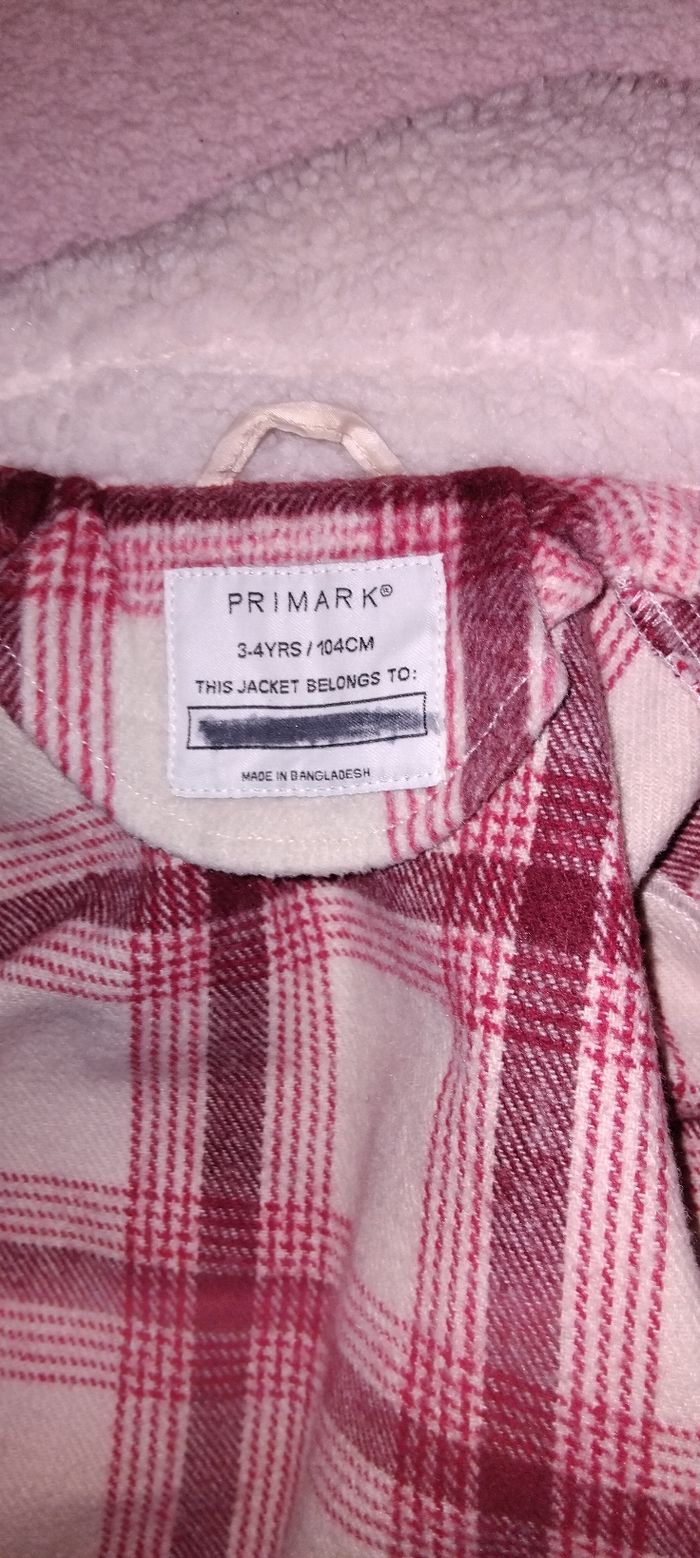 PRIMARK®
3-4YRS / 104CM
THIS JACKET BELONGS TO:
MADE IN BANGLADESH